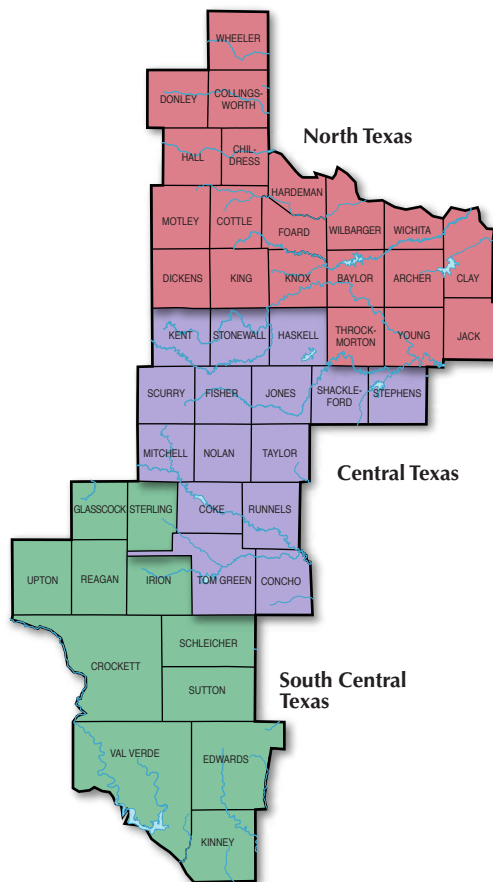 WHEELER
DONLEY
COLLINGS-
WORTH
North Texas
HALL
CHIL-
DRESS
HARDEMAN
MOTLEY
COTTLE
FOARD
WILBARGER
WICHITA
CLAY
DICKENS
KING
KNOX
BAYLOR
ARCHER
KENT
STONEWALL
HASKELL
THROCK-
MORTON
YOUNG
JACK
SCURRY
FISHER
JONES
SHACKLE-
FORD
STEPHENS
MITCHELL
NOLAN
TAYLOR
Central Texas
GLASSCOCK
STERLING
COKE
RUNNELS
UPTON
REAGAN
IRION
TOM GREEN
CONCHO
SCHLEICHER
CROCKETT
SUTTON
South Central
Texas
VAL VERDE
EDWARDS
KINNEY